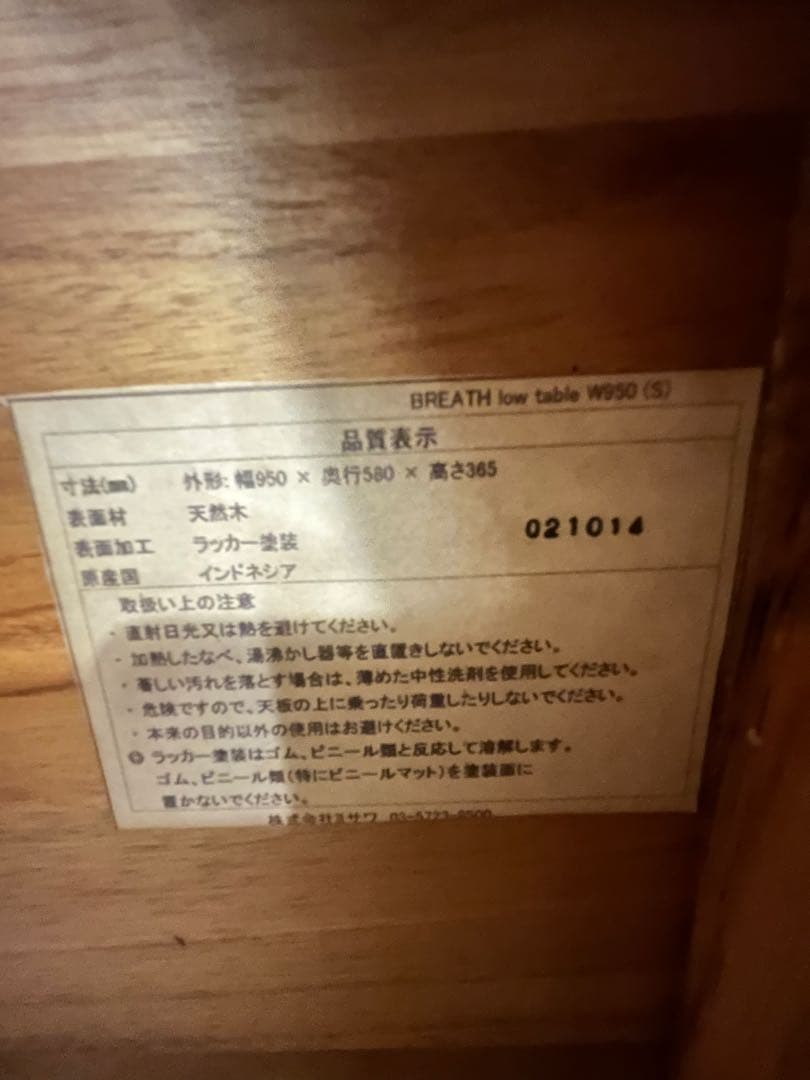 BREATH low table W950 (S)
品質表示
寸法(㎜) 外形: 幅950 × 奥行580 × 高さ365
表面材 天然木
021014
表面加工 ラッカー塗装
原産国 インドネシア
取扱い上の注意
・直射日光又は熱を避けてください。
・加熱したなべ、湯沸かし器等を直置きしないでください。
・著しい汚れを落とす場合は、薄めた中性洗剤を使用してください。
・危険ですので、天板の上に乗ったり荷重したりしないでください。
・本来の目的以外の使用はお避けください。
ラッカー塗装はゴム、ビニール類と反応して溶解します。
ゴム、ビニール類(特にビニールマット)を塗装面に
置かないでください。
株式会社ミサワ 03-5723-